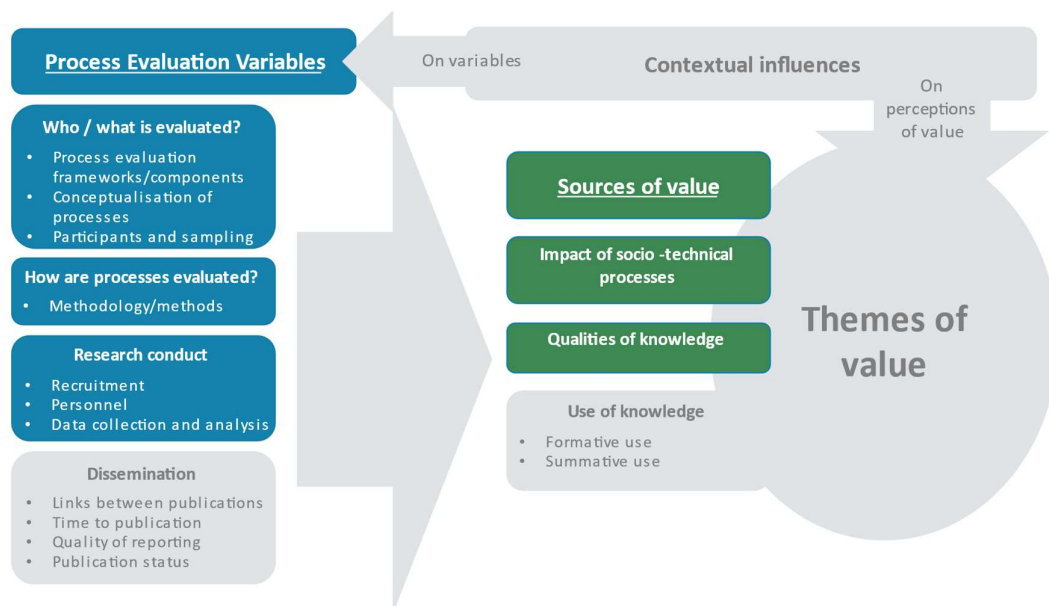 Process Evaluation Variables
On variables
Contextual influences
On
perceptions
of value
Who / what is evaluated?
• Process evaluation
frameworks/components
• Conceptualisation of
processes
• Participants and sampling
How are processes evaluated?
• Methodology/methods
Research conduct
• Recruitment
• Personnel
• Data collection and analysis
Dissemination
• Links between publications
• Time to publication
• Quality of reporting
• Publication status
Sources of value
Impact of socio -technical
processes
Qualities of knowledge
Use of knowledge
• Formative use
• Summative use
Themes of
value